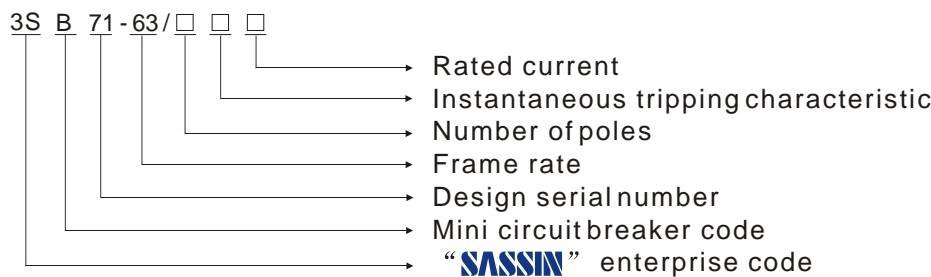 3S B 71-63/□ □ □
Rated current
Instantaneous tripping characteristic
Number of poles
Frame rate
Design serial number
Mini circuit breaker code
“SASSIN” enterprise code